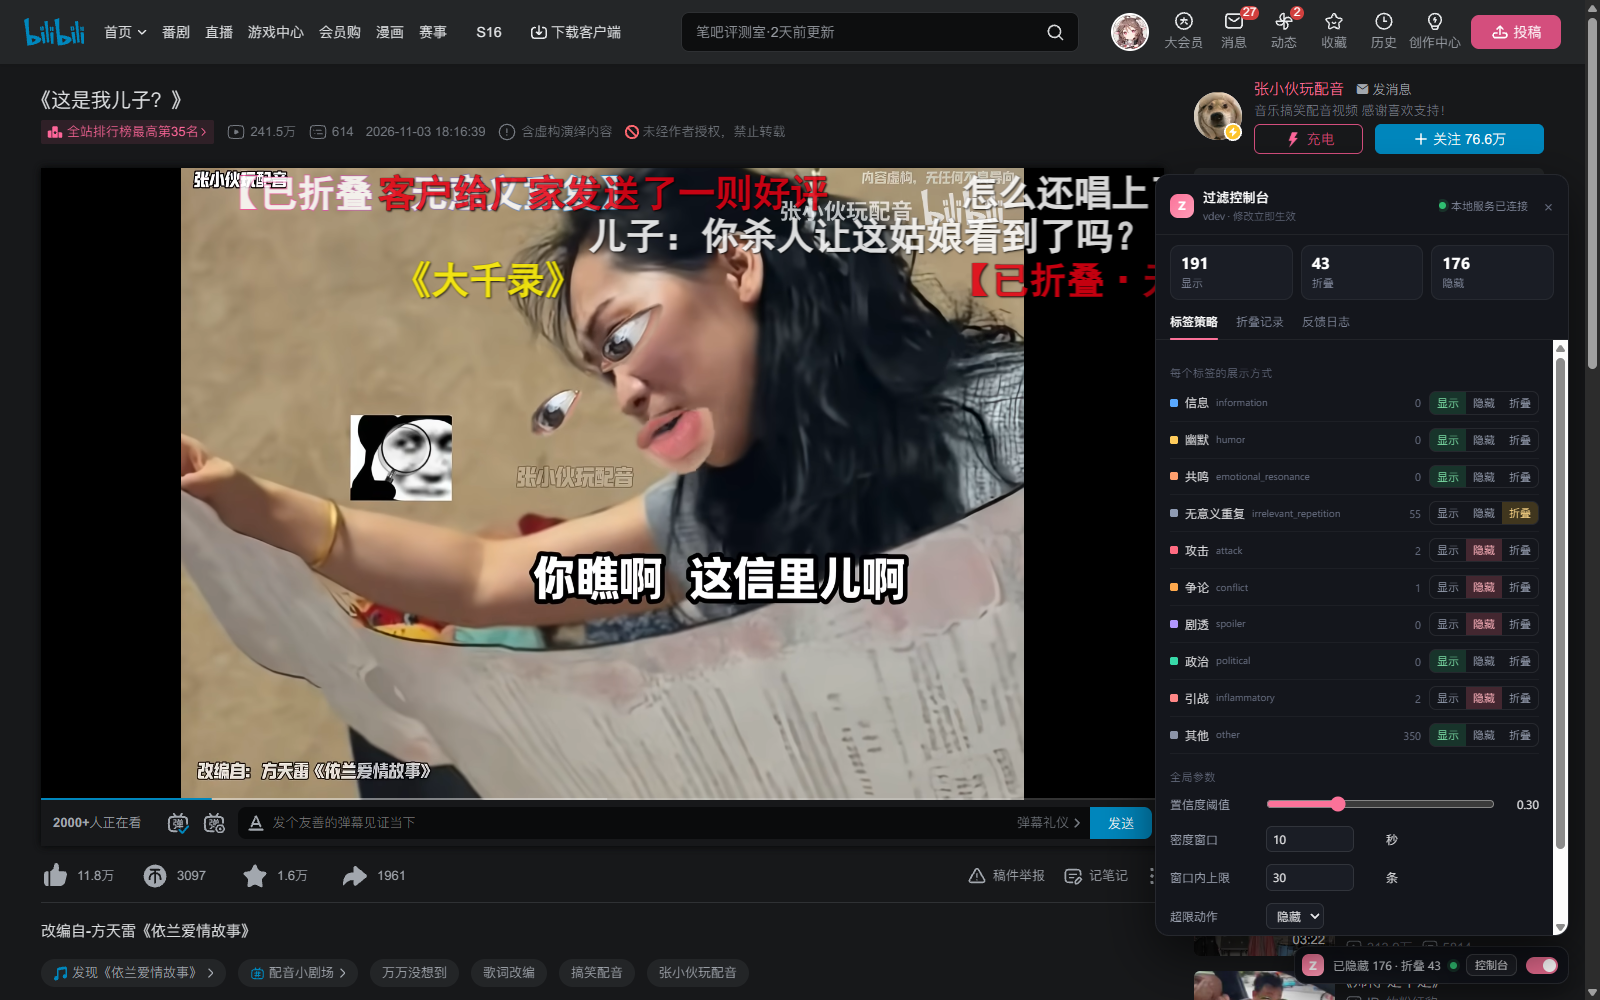 bilibili
首页
番剧
直播
游戏中心
会员购
漫画
赛事
S16
下载客户端
笔吧评测室·2天前更新
大会员
27
消息
2
动态
收藏
历史
创作中心
投稿
《这是我儿子？》
全站排行榜最高第35名
241.5万
614
2026-11-03 18:16:39
含虚构演绎内容
未经作者授权，禁止转载
张小伙玩配音
发消息
音乐搞笑配音视频 感谢喜欢支持！
充电
+ 关注 76.6万
张小伙玩配音
内容虚构，无任何不良导向
【已折叠
客户给厂家发送了一则好评
怎么还唱上了
张小伙玩配音 bilibili
儿子：你杀人让这姑娘看到了吗？
《大千录》
【已折叠·无
张小伙玩配音
你瞧啊 这信里儿啊
改编自：方天雷《依兰爱情故事》
2000+人正在看
弹
弹
A
发个友善的弹幕见证当下
弹幕礼仪
发送
11.8万
3097
1.6万
1961
稿件举报
记笔记
改编自-方天雷《依兰爱情故事》
发现《依兰爱情故事》
配音小剧场
万万没想到
歌词改编
搞笑配音
张小伙玩配音
Z
过滤控制台
vdev · 修改立即生效
本地服务已连接
×
191
显示
43
折叠
176
隐藏
标签策略
折叠记录
反馈日志
每个标签的展示方式
信息 information 0 显示 隐藏 折叠
幽默 humor 0 显示 隐藏 折叠
共鸣 emotional_resonance 0 显示 隐藏 折叠
无意义重复 irrelevant_repetition 55 显示 隐藏 折叠
攻击 attack 2 显示 隐藏 折叠
争论 conflict 1 显示 隐藏 折叠
剧透 spoiler 0 显示 隐藏 折叠
政治 political 0 显示 隐藏 折叠
引战 inflammatory 2 显示 隐藏 折叠
其他 other 350 显示 隐藏 折叠
全局参数
置信度阈值 0.30
密度窗口 10 秒
窗口内上限 30 条
超限动作 隐藏
03:22
Z
已隐藏 176 · 折叠 43
控制台